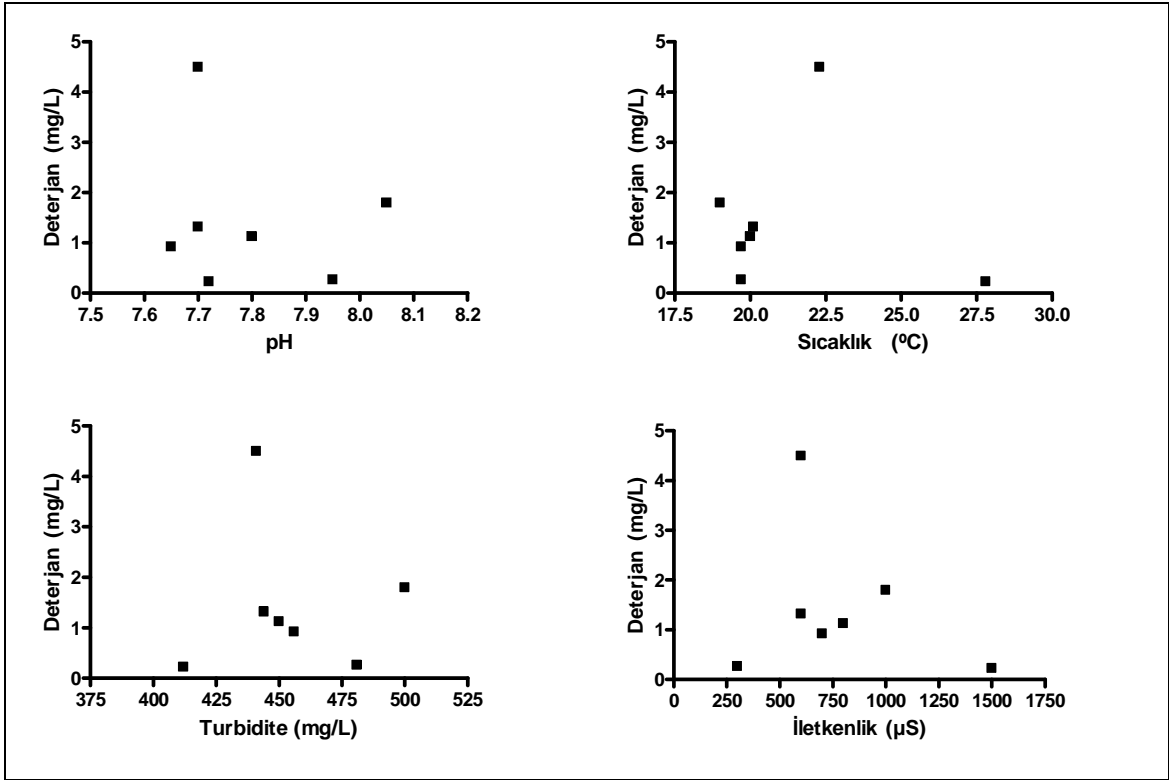 5
4
3
2
1
0
Deterjan (mg/L)
7.5 7.6 7.7 7.8 7.9 8.0 8.1 8.2
pH
5
4
3
2
1
0
Deterjan (mg/L)
17.5 20.0 22.5 25.0 27.5 30.0
Sıcaklık (ºC)
5
4
3
2
1
0
Deterjan (mg/L)
375 400 425 450 475 500 525
Turbidite (mg/L)
5
4
3
2
1
0
Deterjan (mg/L)
0 250 500 750 1000 1250 1500 1750
İletkenlik (µS)